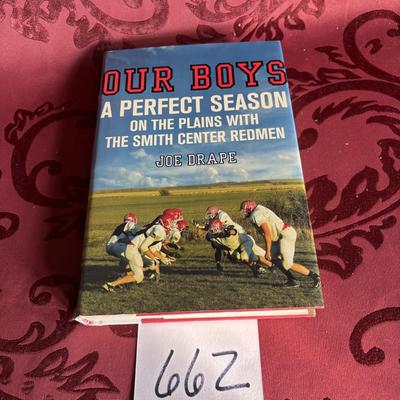 OUR BOYS
A PERFECT SEASON
ON THE PLAINS WITH
THE SMITH CENTER REDMEN
JOE DRAPE
662